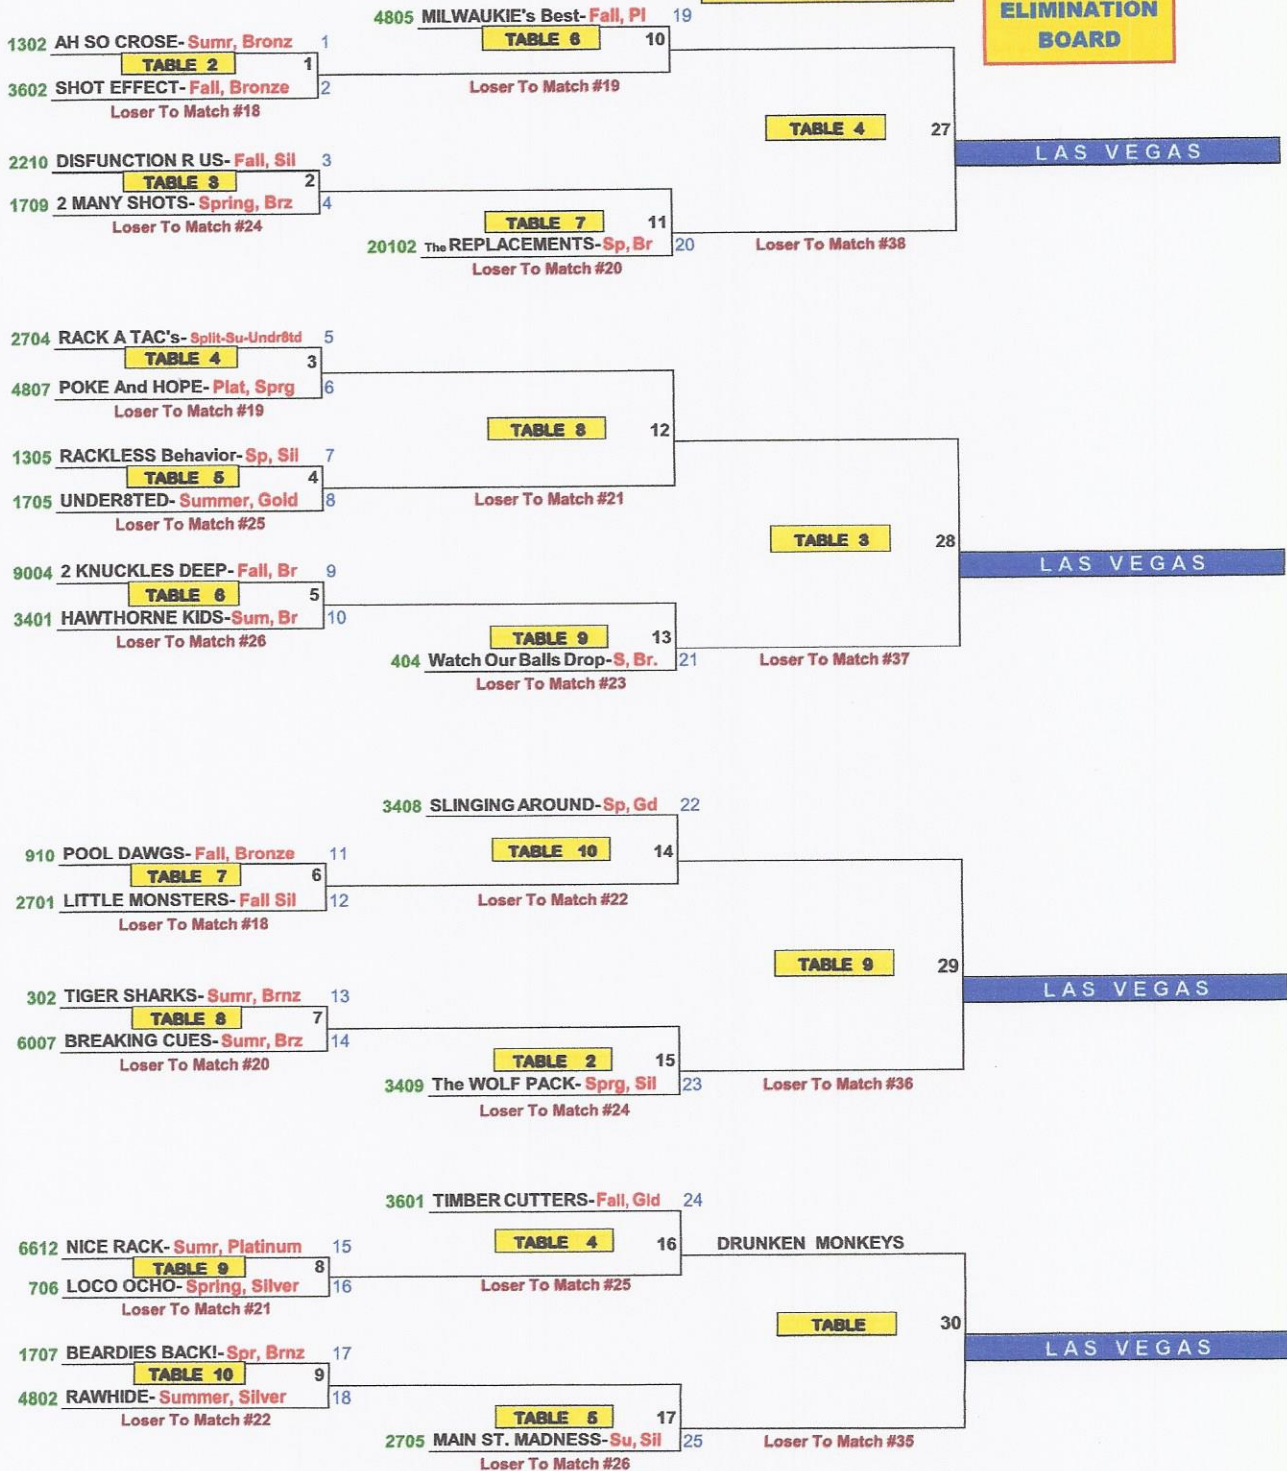 4805 MILWAUKIE's Best- Fall, Pl 19
ELIMINATION
BOARD
1302 AH SO CROSE- Sumr, Bronz 1
TABLE 6 10
TABLE 2 1
3602 SHOT EFFECT- Fall, Bronze 2
Loser To Match #19
Loser To Match #18
TABLE 4 27
LAS VEGAS
2210 DISFUNCTION R US- Fall, Sil 3
TABLE 3 2
1709 2 MANY SHOTS- Spring, Brz 4
Loser To Match #24
TABLE 7 11
20102 The REPLACEMENTS-Sp, Br 20
Loser To Match #38
Loser To Match #20
2704 RACK A TAC's- Split-Su-Undr8td 5
TABLE 4 3
4807 POKE And HOPE- Plat, Sprg 6
Loser To Match #19
TABLE 8 12
1305 RACKLESS Behavior- Sp, Sil 7
TABLE 5 4
1705 UNDER8TED- Summer, Gold 8
Loser To Match #21
Loser To Match #25
TABLE 3 28
LAS VEGAS
9004 2 KNUCKLES DEEP- Fall, Br 9
TABLE 6 5
3401 HAWTHORNE KIDS-Sum, Br 10
Loser To Match #26
TABLE 9 13
404 Watch Our Balls Drop-S, Br. 21
Loser To Match #37
Loser To Match #23
3408 SLINGING AROUND-Sp, Gd 22
910 POOL DAWGS- Fall, Bronze 11
TABLE 10 14
TABLE 7 6
2701 LITTLE MONSTERS- Fall Sil 12
Loser To Match #22
Loser To Match #18
TABLE 9 29
LAS VEGAS
302 TIGER SHARKS- Sumr, Brnz 13
TABLE 8 7
6007 BREAKING CUES- Sumr, Brz 14
Loser To Match #20
TABLE 2 15
3409 The WOLF PACK- Sprg, Sil 23
Loser To Match #36
Loser To Match #24
3601 TIMBER CUTTERS-Fall, Gld 24
6612 NICE RACK- Sumr, Platinum 15
TABLE 4 16
DRUNKEN MONKEYS
TABLE 9 8
706 LOCO OCHO- Spring, Silver 16
Loser To Match #25
Loser To Match #21
TABLE 30
LAS VEGAS
1707 BEARDIES BACK!- Spr, Brnz 17
TABLE 10 9
4802 RAWHIDE- Summer, Silver 18
Loser To Match #22
TABLE 5 17
2705 MAIN ST. MADNESS-Su, Sil 25
Loser To Match #35
Loser To Match #26